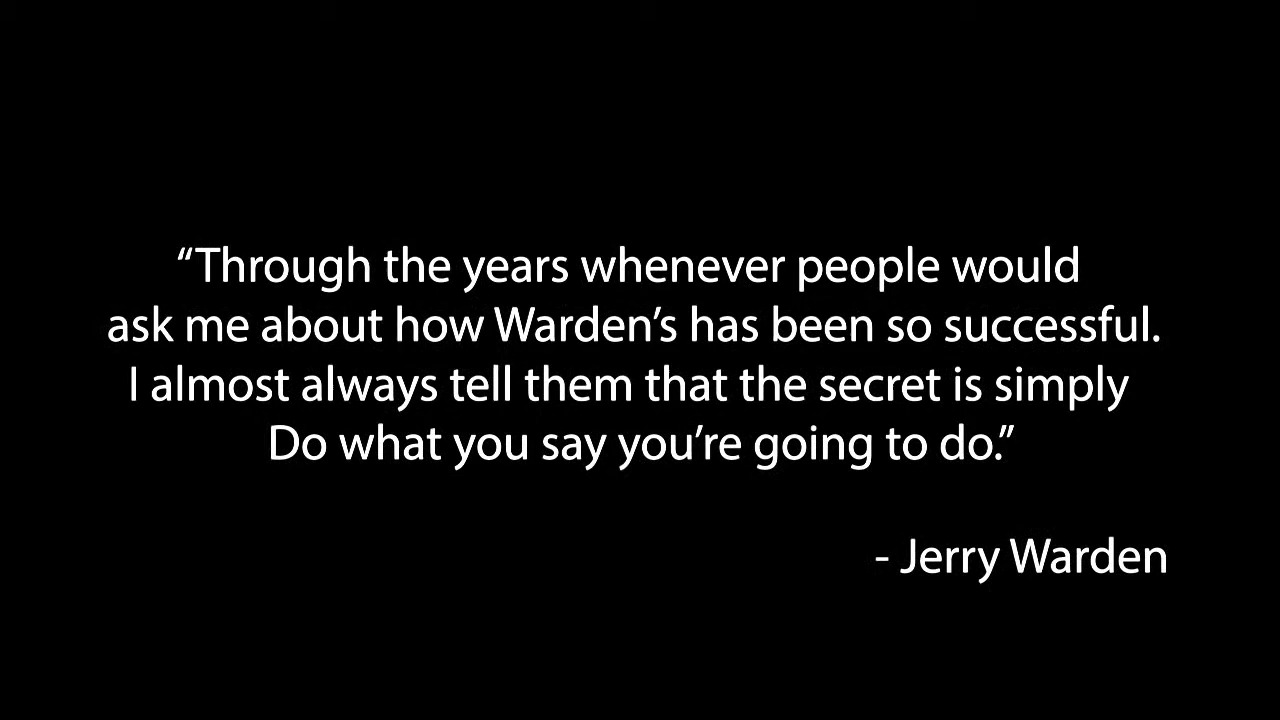 “Through the years whenever people would
ask me about how Warden’s has been so successful.
I almost always tell them that the secret is simply
Do what you say you’re going to do.”
- Jerry Warden